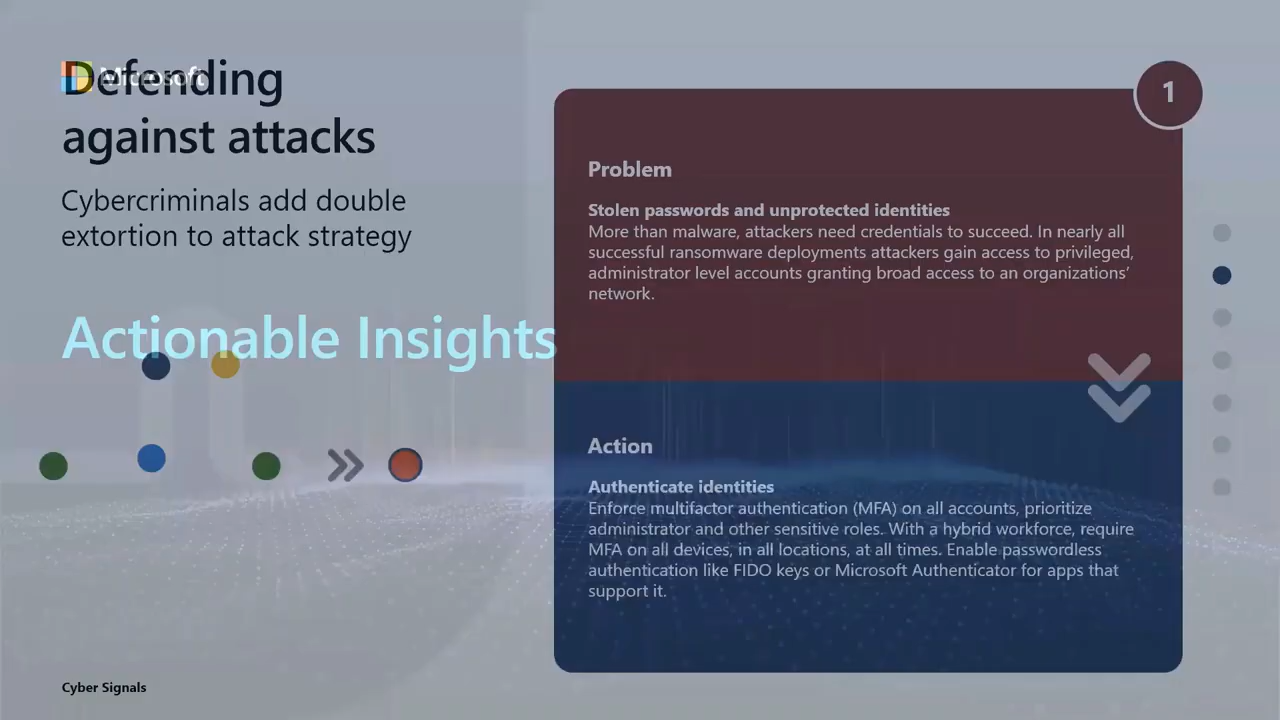 Microsoft
Defending
against attacks
Cybercriminals add double
extortion to attack strategy
Actionable Insights
1
Problem
Stolen passwords and unprotected identities
More than malware, attackers need credentials to succeed. In nearly all
successful ransomware deployments attackers gain access to privileged,
administrator level accounts granting broad access to an organizations’
network.
Action
Authenticate identities
Enforce multifactor authentication (MFA) on all accounts, prioritize
administrator and other sensitive roles. With a hybrid workforce, require
MFA on all devices, in all locations, at all times. Enable passwordless
authentication like FIDO keys or Microsoft Authenticator for apps that
support it.
Cyber Signals